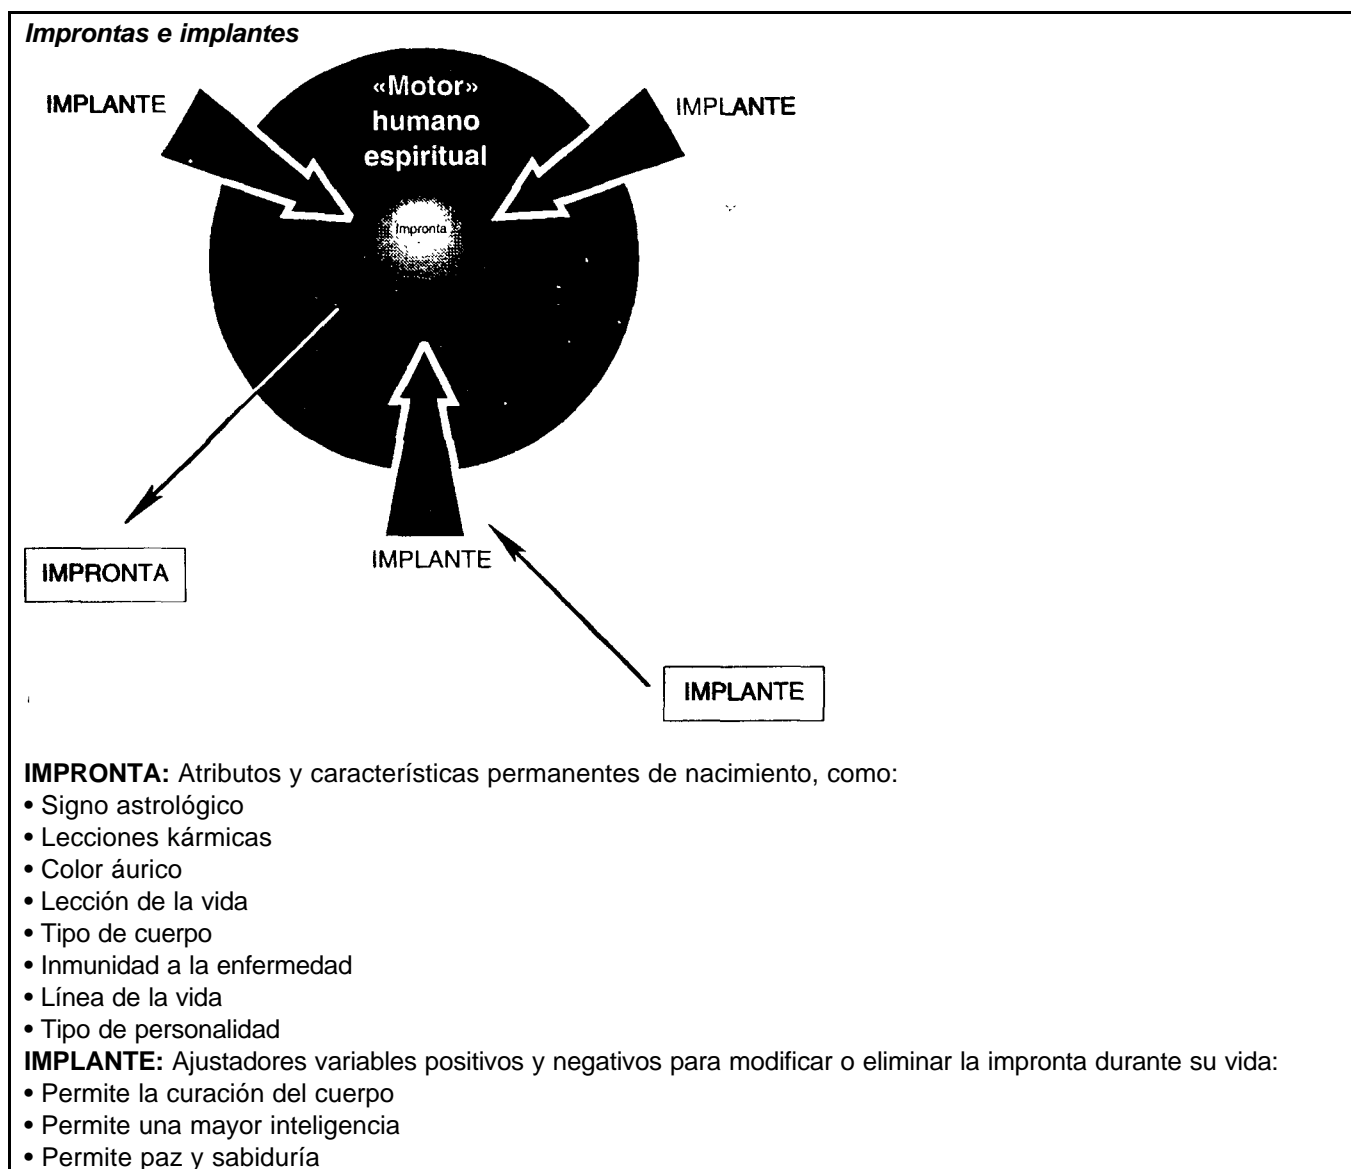 Improntas e implantes
«Motor»
humano
espiritual
IMPLANTE
IMPLANTE
Impronta
IMPRONTA
IMPLANTE
IMPLANTE
IMPRONTA: Atributos y características permanentes de nacimiento, como:
• Signo astrológico
• Lecciones kármicas
• Color áurico
• Lección de la vida
• Tipo de cuerpo
• Inmunidad a la enfermedad
• Línea de la vida
• Tipo de personalidad
IMPLANTE: Ajustadores variables positivos y negativos para modificar o eliminar la impronta durante su vida:
• Permite la curación del cuerpo
• Permite una mayor inteligencia
• Permite paz y sabiduría